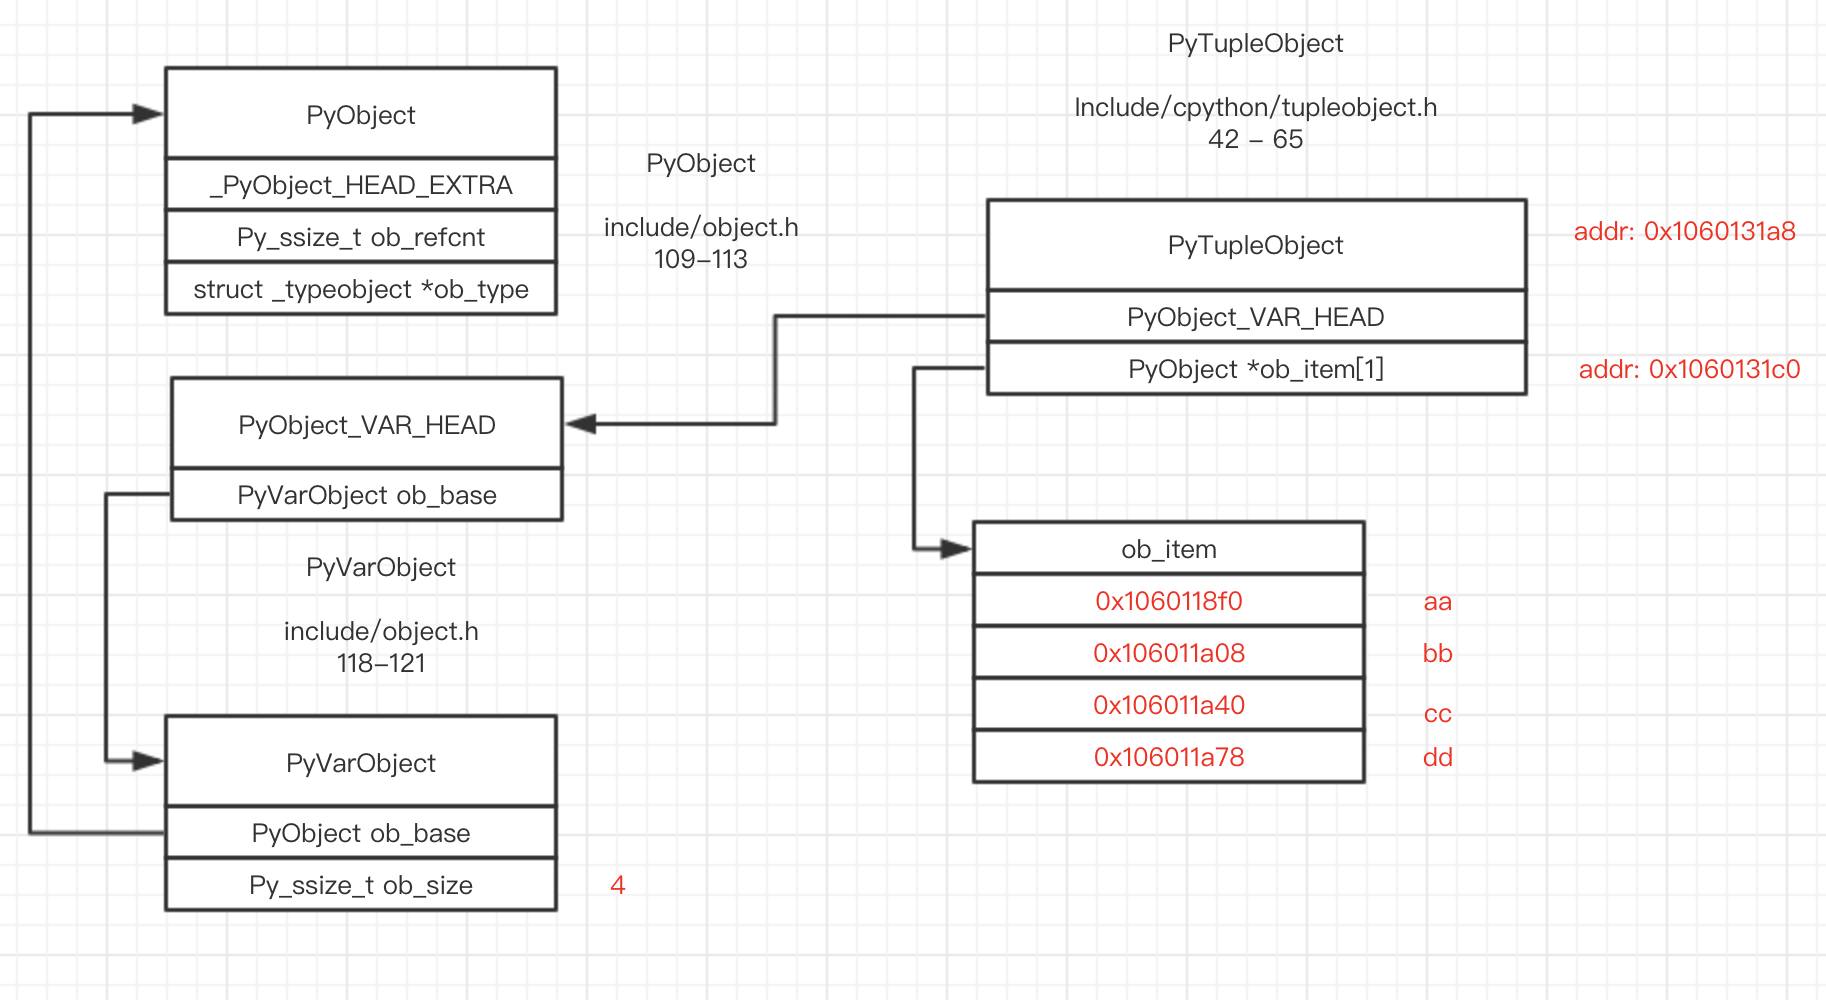 PyObject
_PyObject_HEAD_EXTRA
Py_ssize_t ob_refcnt
struct _typeobject *ob_type
PyObject
include/object.h
109–113
PyObject_VAR_HEAD
PyVarObject ob_base
PyVarObject
include/object.h
118–121
PyVarObject
PyObject ob_base
Py_ssize_t ob_size
4
PyTupleObject
Include/cpython/tupleobject.h
42 – 65
PyTupleObject
addr: 0x1060131a8
PyObject_VAR_HEAD
PyObject *ob_item[1]
addr: 0x1060131c0
ob_item
0x1060118f0 aa
0x106011a08 bb
0x106011a40 cc
0x106011a78 dd